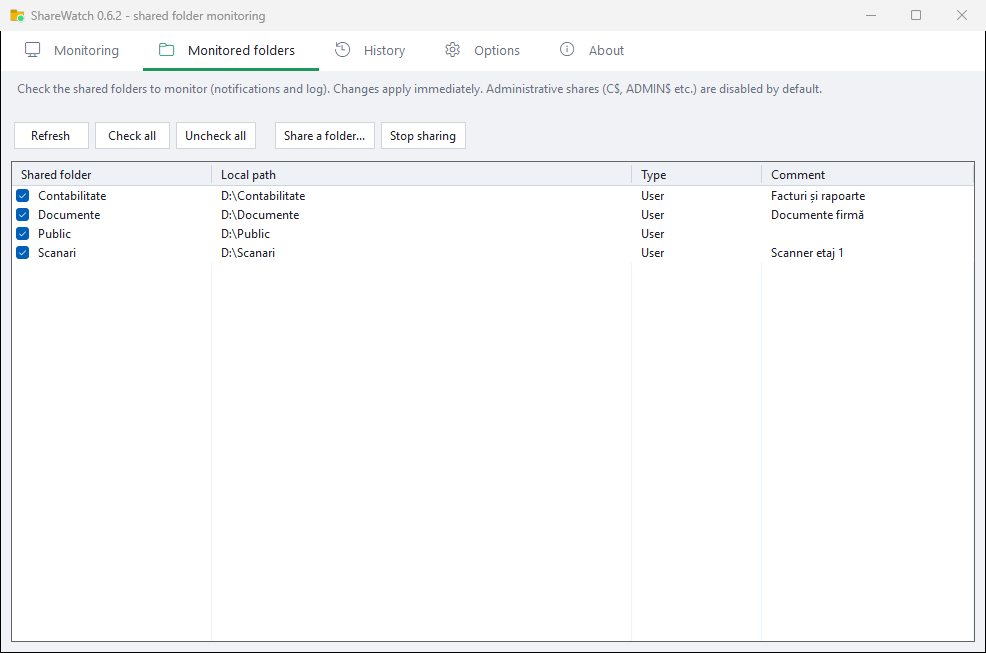 ShareWatch 0.6.2 - shared folder monitoring
Monitoring Monitored folders History Options About
Check the shared folders to monitor (notifications and log). Changes apply immediately. Administrative shares (C$, ADMIN$ etc.) are disabled by default.
Refresh Check all Uncheck all Share a folder... Stop sharing
Shared folder Local path Type Comment
Contabilitate D:\Contabilitate User Facturi și rapoarte
Documente D:\Documente User Documente firmă
Public D:\Public User
Scanari D:\Scanari User Scanner etaj 1